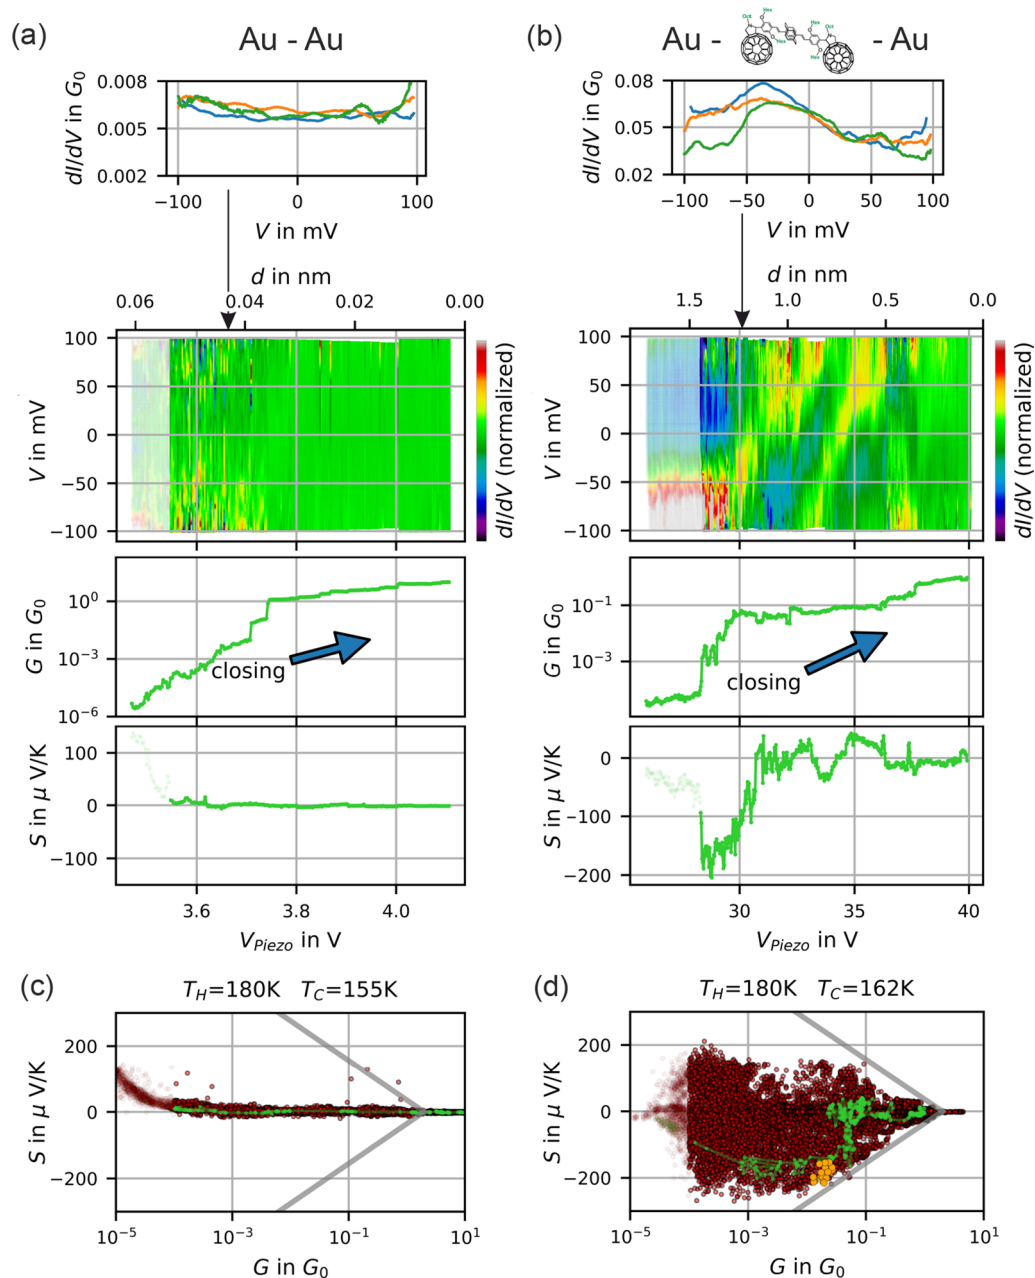 (a)
Au - Au
(b)
Au -
Oct
Hex
Hex
Hex
Oct
Hex
- Au
dI/dV in G0
0.008
0.005
0.002
−100
0
100
V in mV
dI/dV in G0
0.08
0.05
0.02
−100
−50
0
50
100
V in mV
d in nm
0.06
0.04
0.02
0.00
V in mV
100
50
0
−50
−100
dI/dV (normalized)
d in nm
1.5
1.0
0.5
0.0
V in mV
100
50
0
−50
−100
dI/dV (normalized)
G in G0
10^0
10^−3
10^−6
closing
G in G0
10^−1
10^−3
closing
S in μ V/K
100
0
−100
3.6
3.8
4.0
VPiezo in V
S in μ V/K
0
−100
−200
30
35
40
VPiezo in V
(c)
TH=180K TC=155K
S in μ V/K
200
0
−200
10^−5
10^−3
10^−1
10^1
G in G0
(d)
TH=180K TC=162K
S in μ V/K
200
0
−200
10^−5
10^−3
10^−1
10^1
G in G0